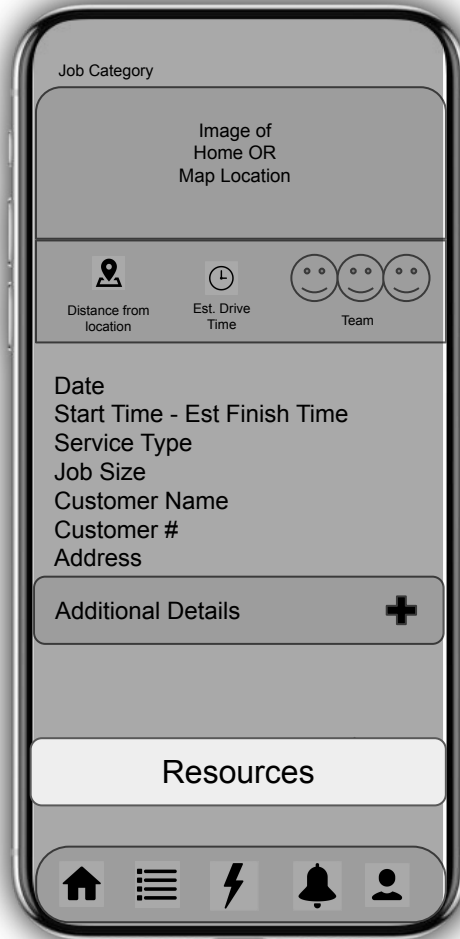 Job Category
Image of
Home OR
Map Location
Distance from
location
Est. Drive
Time
Team
Date
Start Time - Est Finish Time
Service Type
Job Size
Customer Name
Customer #
Address
Additional Details
Resources